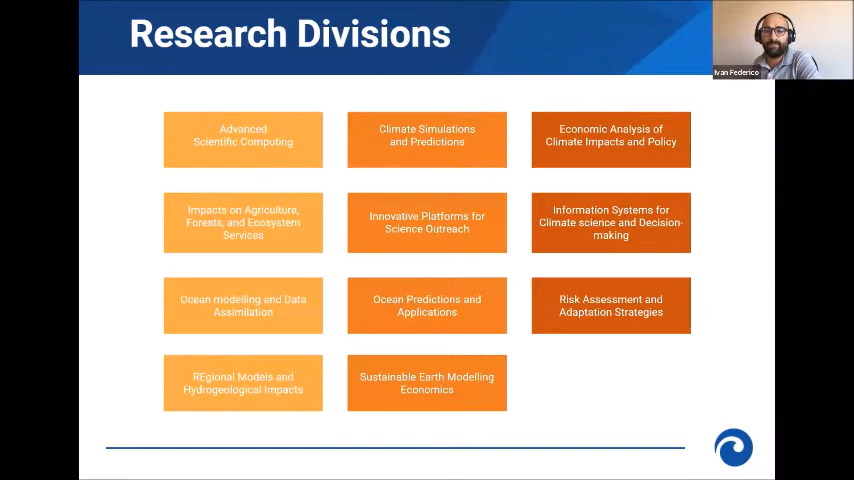 Research Divisions
Ivan Federico
Advanced
Scientific Computing
Climate Simulations
and Predictions
Economic Analysis of
Climate Impacts and Policy
Impacts on Agriculture,
Forests, and Ecosystem
Services
Innovative Platforms for
Science Outreach
Information Systems for
Climate science and Decision-
making
Ocean modelling and Data
Assimilation
Ocean Predictions and
Applications
Risk Assessment and
Adaptation Strategies
REgional Models and
Hydrogeological Impacts
Sustainable Earth Modelling
Economics